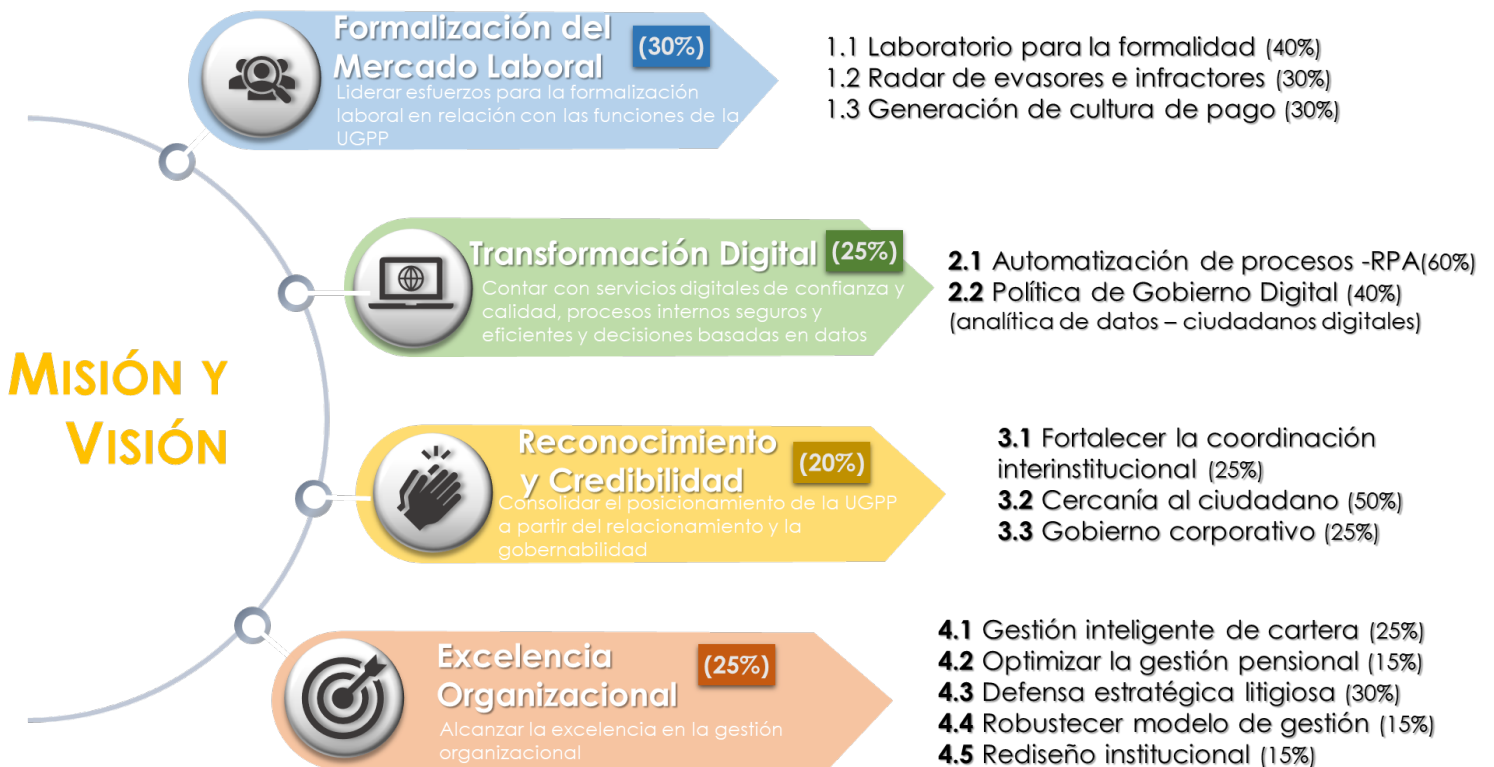 MISIÓN Y
VISIÓN
Formalización del
Mercado Laboral
(30%)
Liderar esfuerzos para la formalización
laboral en relación con las funciones de la
UGPP
1.1 Laboratorio para la formalidad (40%)
1.2 Radar de evasores e infractores (30%)
1.3 Generación de cultura de pago (30%)
Transformación Digital (25%)
Contar con servicios digitales de confianza y
calidad, procesos internos seguros y
eficientes y decisiones basadas en datos
2.1 Automatización de procesos -RPA(60%)
2.2 Política de Gobierno Digital (40%)
(analítica de datos – ciudadanos digitales)
Reconocimiento
y Credibilidad
(20%)
Consolidar el posicionamiento de la UGPP
a partir del relacionamiento y la
gobernabilidad
3.1 Fortalecer la coordinación
interinstitucional (25%)
3.2 Cercanía al ciudadano (50%)
3.3 Gobierno corporativo (25%)
Excelencia
Organizacional
(25%)
Alcanzar la excelencia en la gestión
organizacional
4.1 Gestión inteligente de cartera (25%)
4.2 Optimizar la gestión pensional (15%)
4.3 Defensa estratégica litigiosa (30%)
4.4 Robustecer modelo de gestión (15%)
4.5 Rediseño institucional (15%)